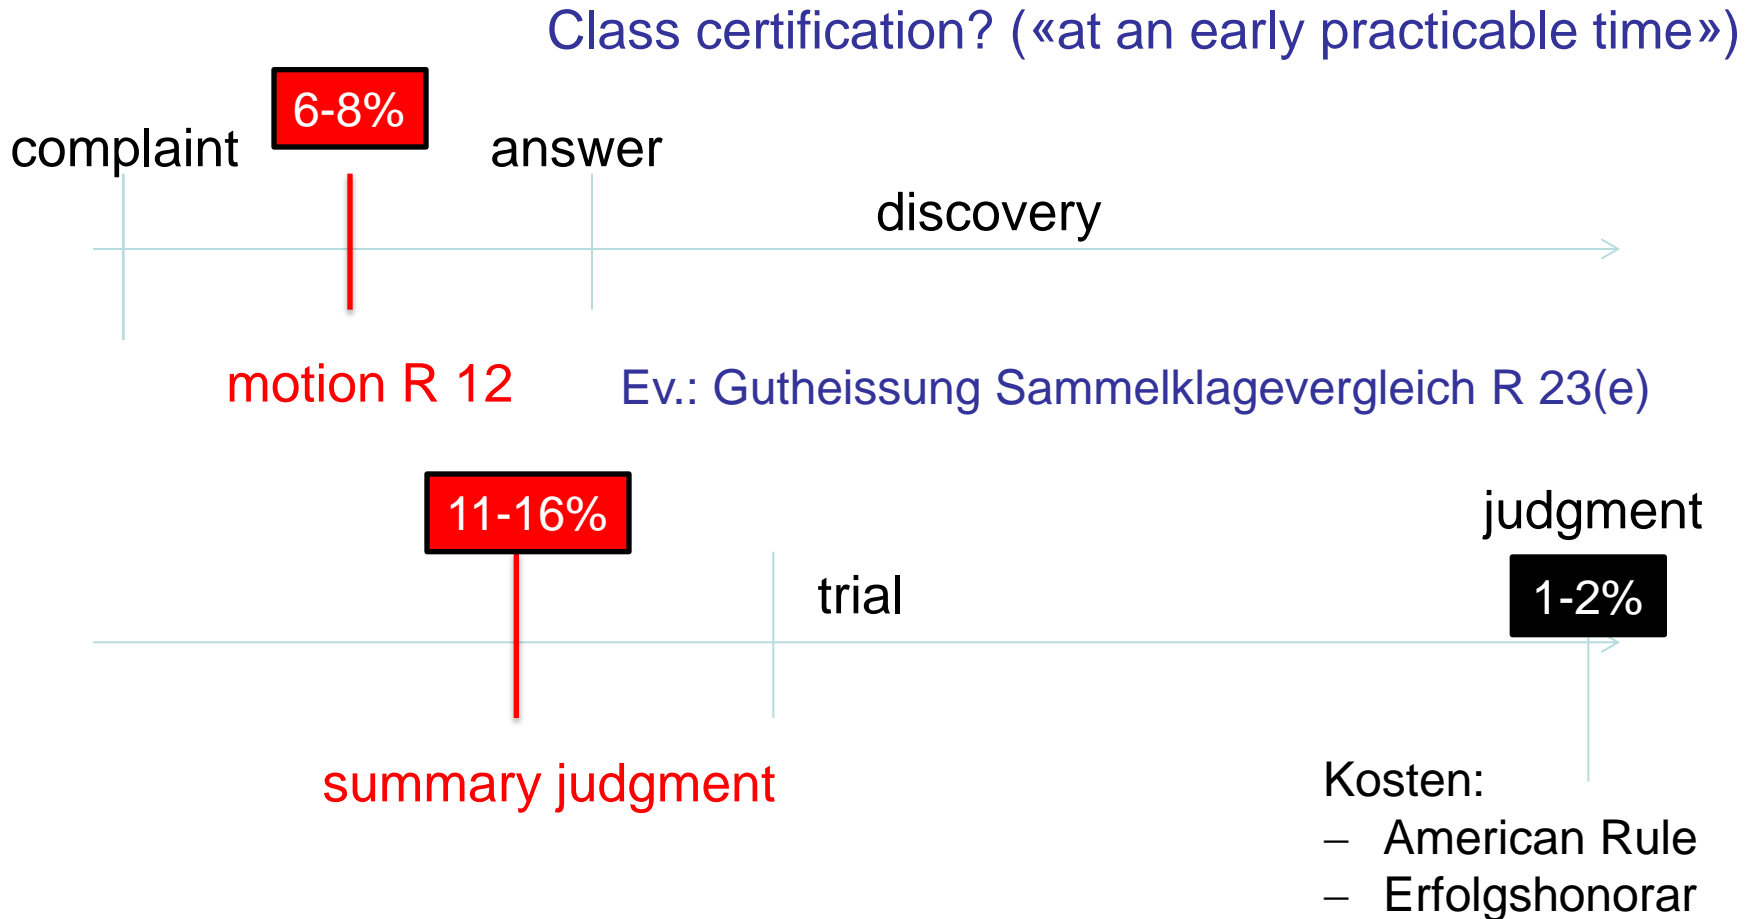 Class certification? («at an early practicable time»)
6-8%
complaint
answer
discovery
motion R 12
Ev.: Gutheissung Sammelklagevergleich R 23(e)
11-16%
judgment
trial
1-2%
summary judgment
Kosten:
– American Rule
– Erfolgshonorar